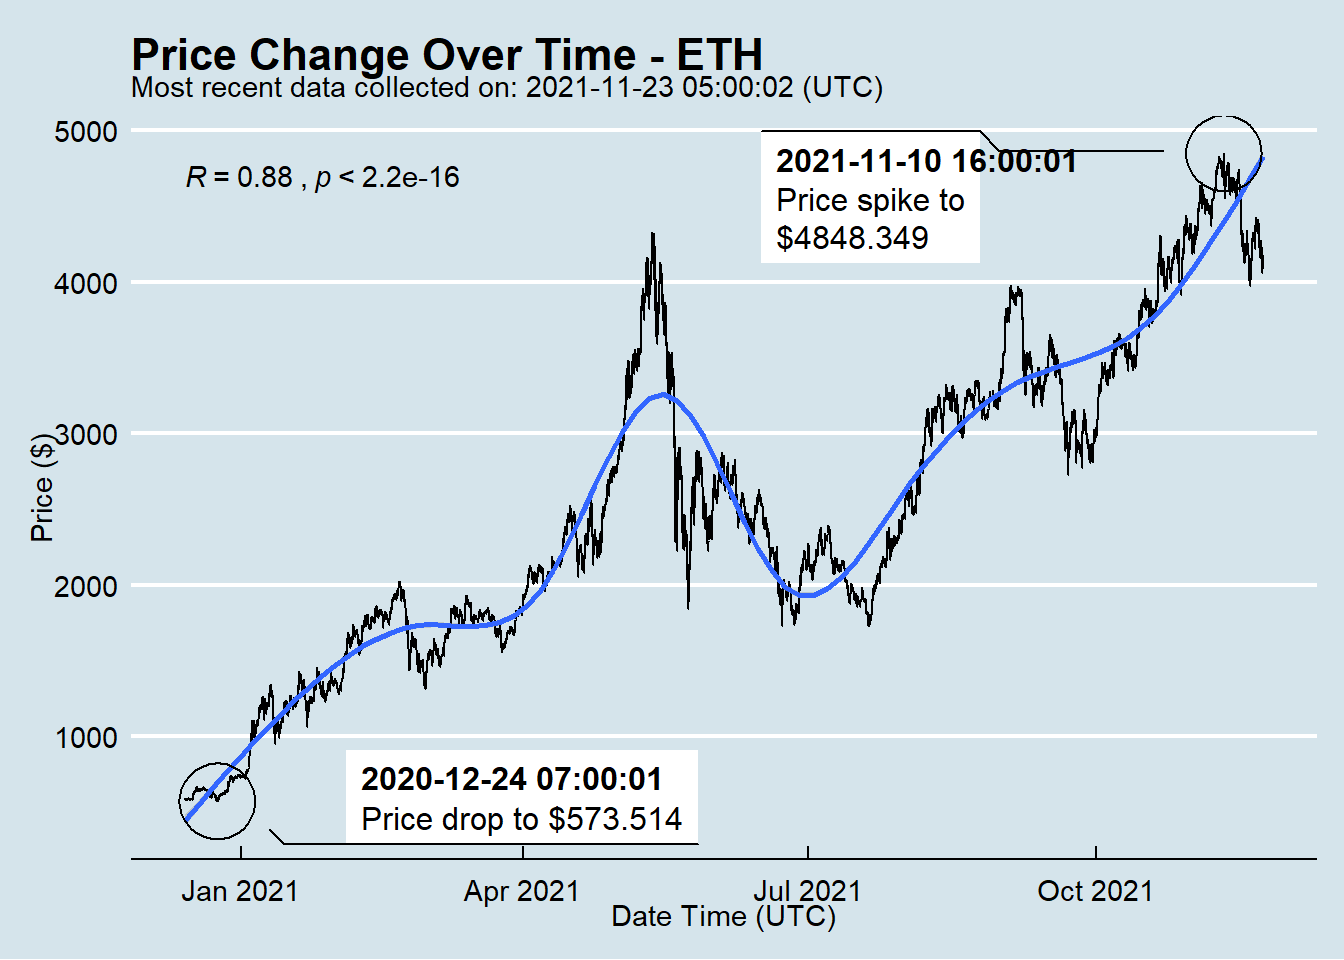 Price Change Over Time - ETH
Most recent data collected on: 2021-11-23 05:00:02 (UTC)
R = 0.88 , p < 2.2e-16
2021-11-10 16:00:01
Price spike to
$4848.349
5000
4000
3000
2000
1000
Price ($)
2020-12-24 07:00:01
Price drop to $573.514
Jan 2021
Apr 2021
Jul 2021
Oct 2021
Date Time (UTC)